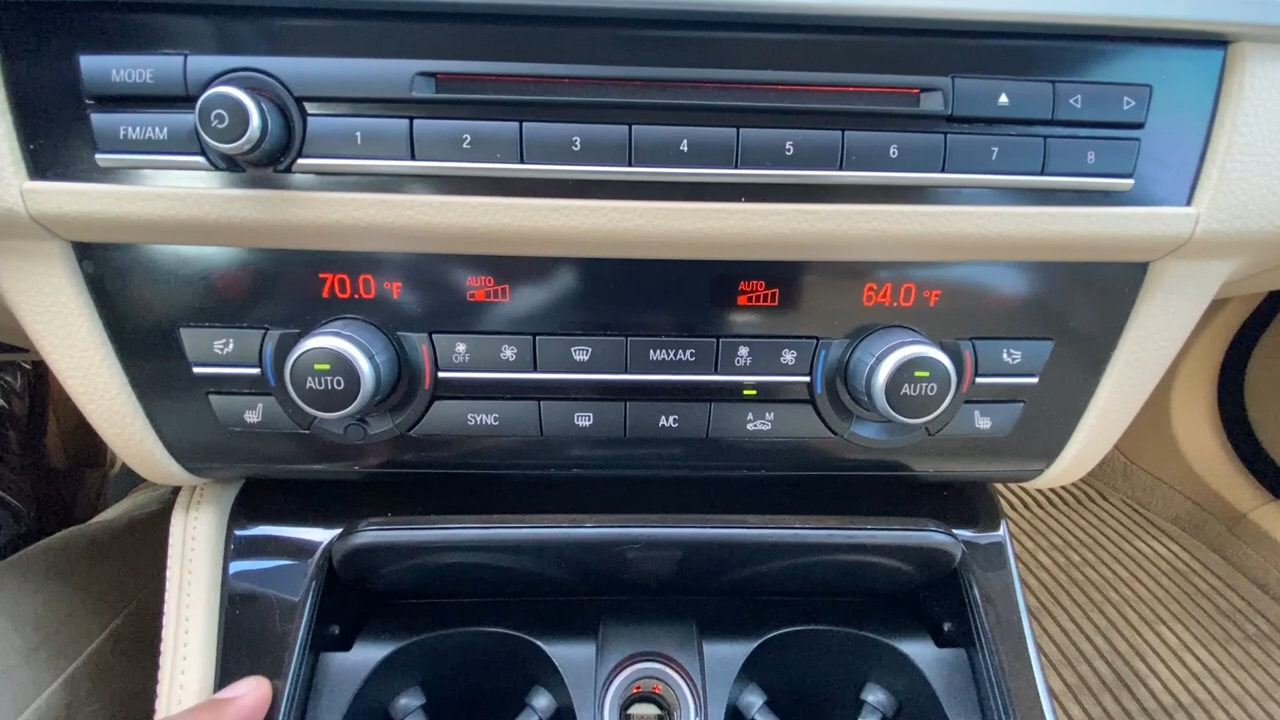 MODE
FM/AM
1 2 3 4 5 6 7 8
70.0 °F
AUTO
AUTO
64.0 °F
OFF
MAX A/C
OFF
AUTO
AUTO
SYNC
A/C
A M